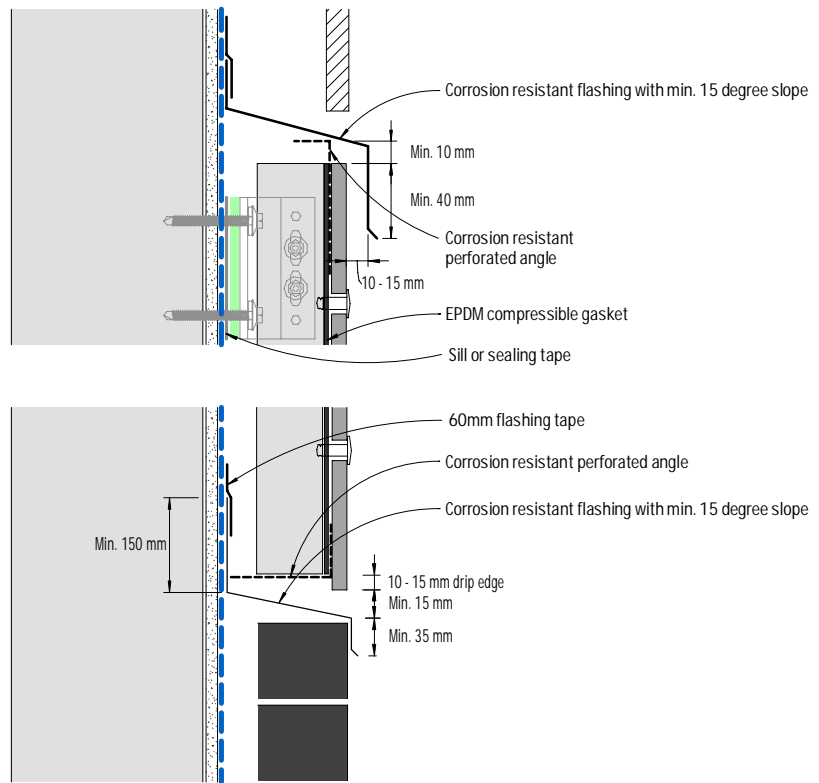 Corrosion resistant flashing with min. 15 degree slope
Min. 10 mm
Min. 40 mm
Corrosion resistant
perforated angle
10 - 15 mm
EPDM compressible gasket
Sill or sealing tape
60mm flashing tape
Corrosion resistant perforated angle
Corrosion resistant flashing with min. 15 degree slope
Min. 150 mm
10 - 15 mm drip edge
Min. 15 mm
Min. 35 mm